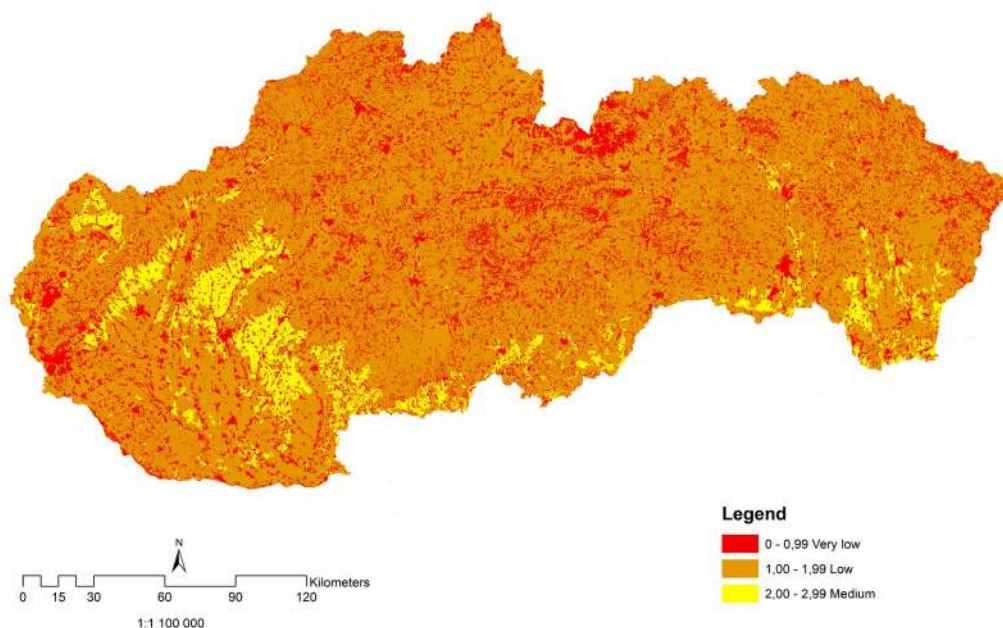 N
Kilometers
0 15 30 60 90 120
1:1 100 000
Legend
0 - 0,99 Very low
1,00 - 1,99 Low
2,00 - 2,99 Medium